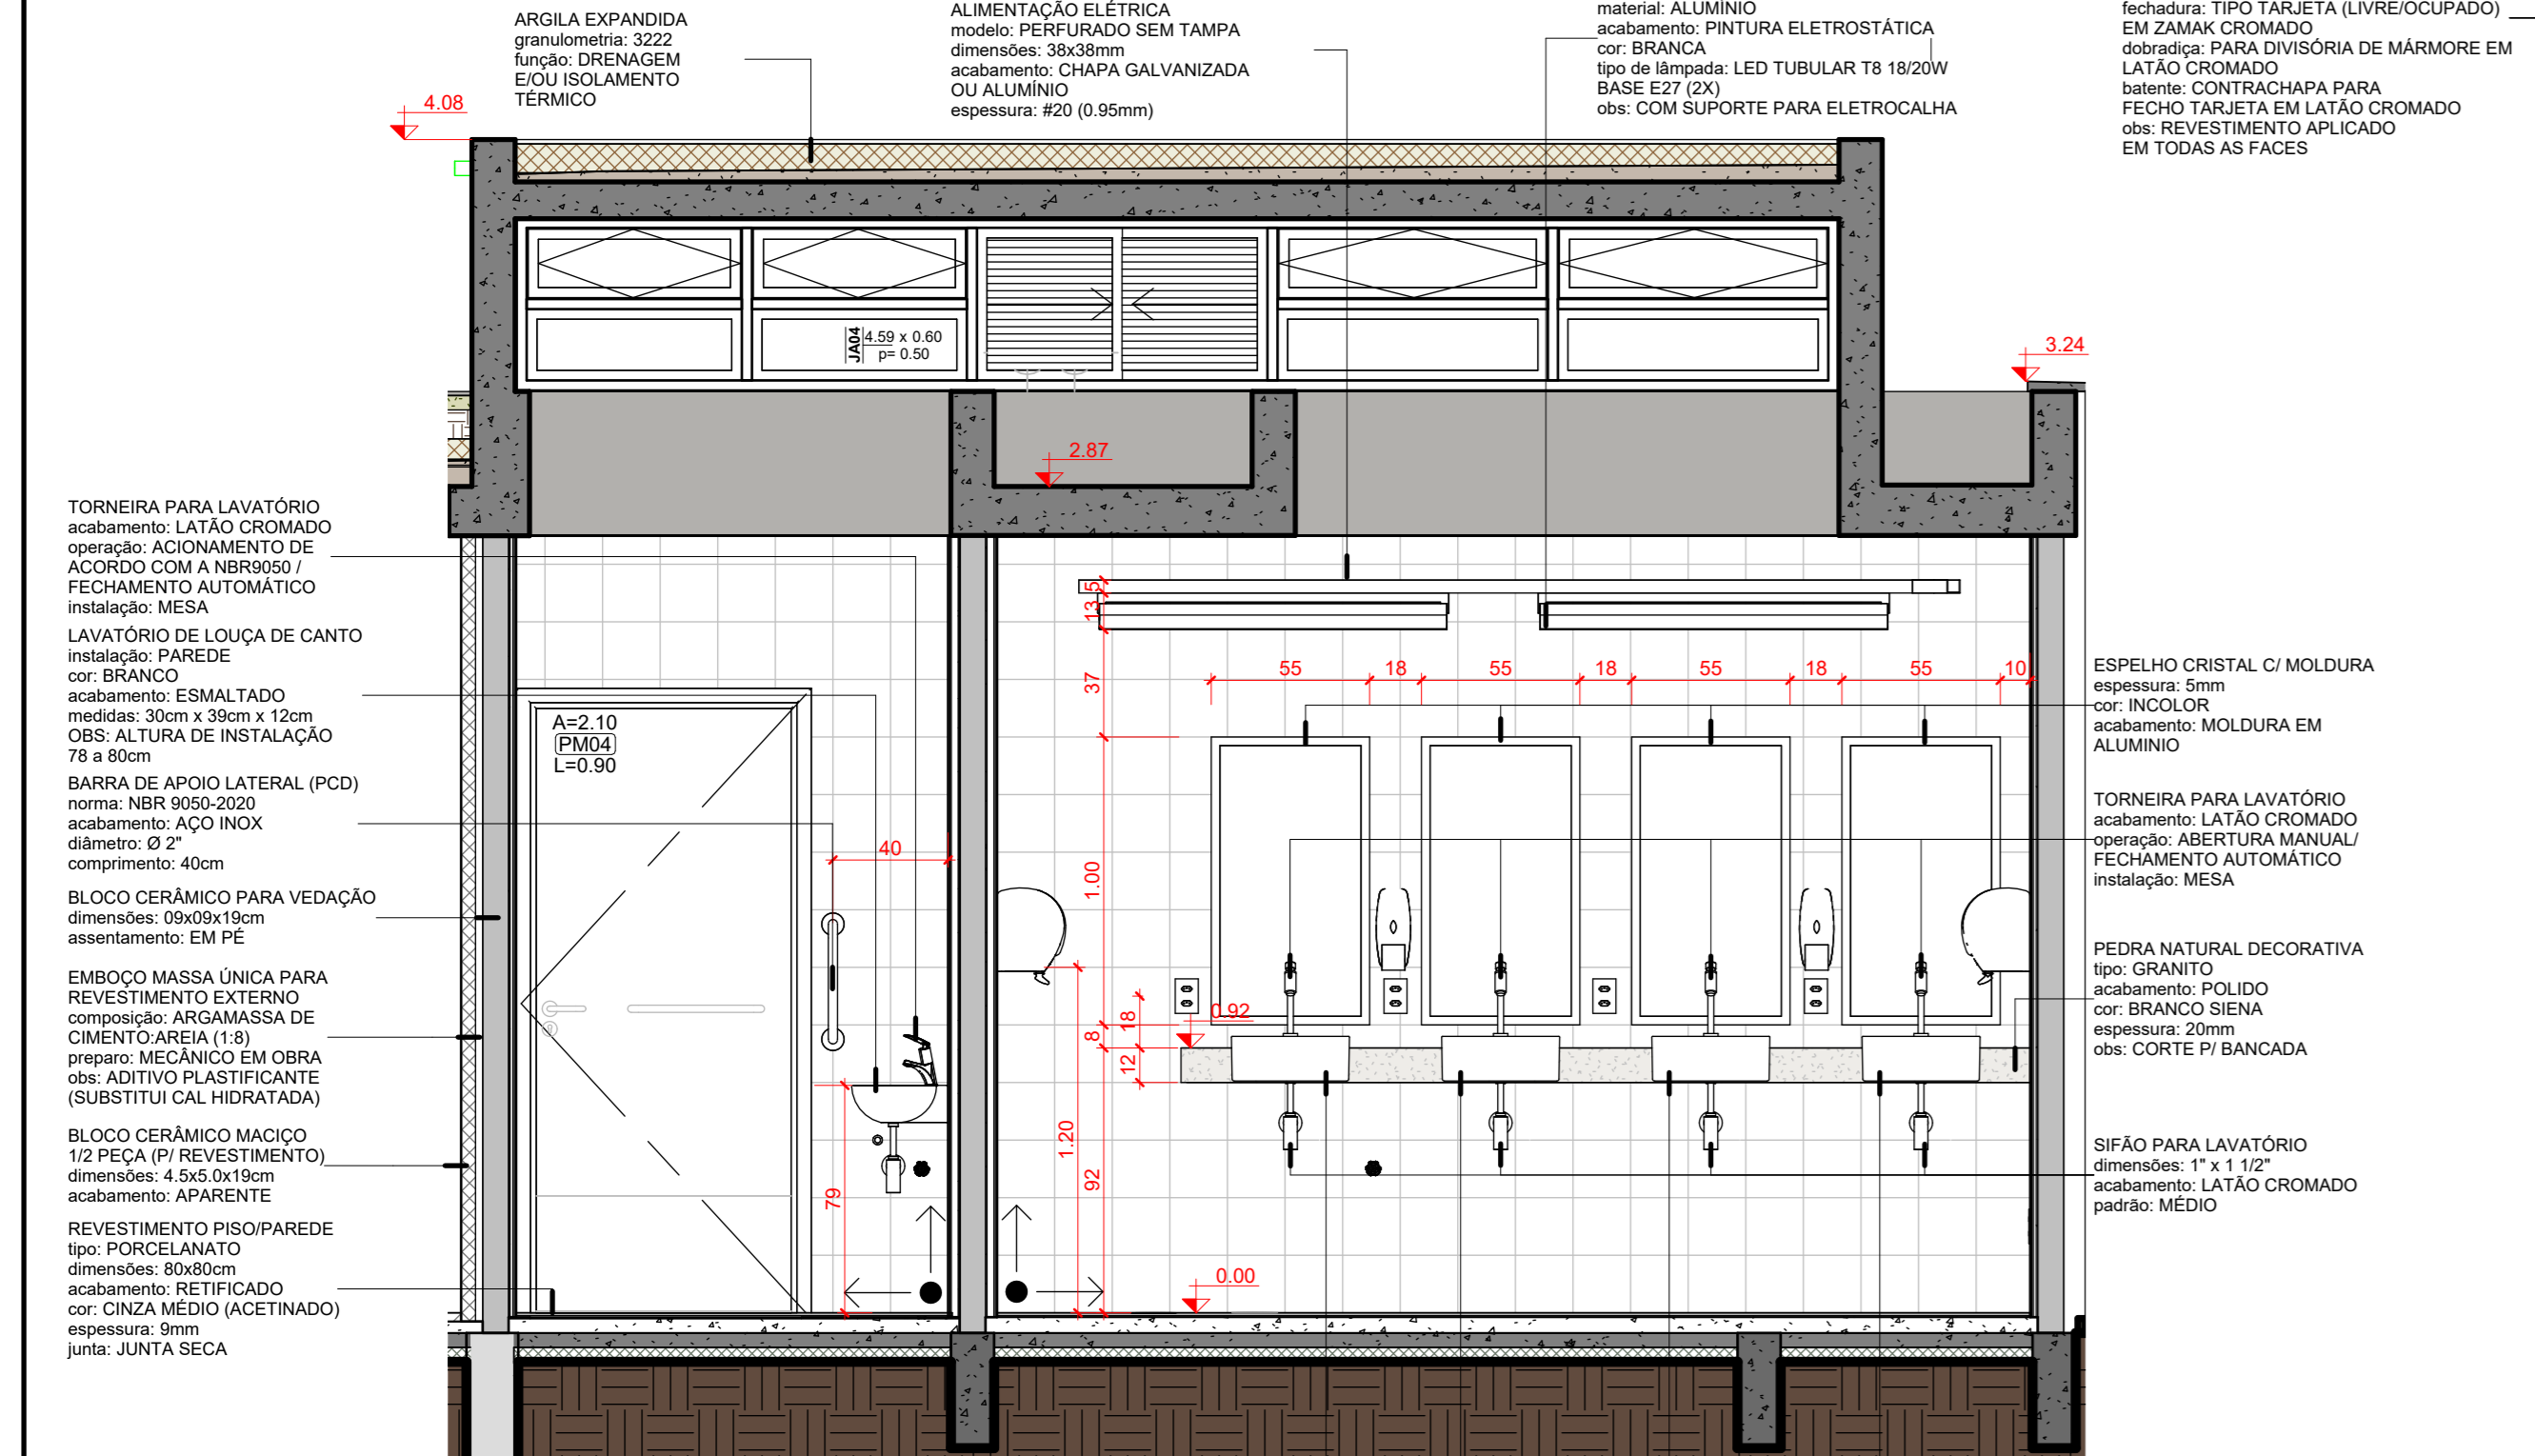 ARGILA EXPANDIDA
granulometria: 3222
função: DRENAGEM
E/OU ISOLAMENTO
TÉRMICO
ALIMENTAÇÃO ELÉTRICA
modelo: PERFURADO SEM TAMPA
dimensões: 38x38mm
acabamento: CHAPA GALVANIZADA
OU ALUMÍNIO
espessura: #20 (0.95mm)
material: ALUMÍNIO
acabamento: PINTURA ELETROSTÁTICA
cor: BRANCA
tipo de lâmpada: LED TUBULAR T8 18/20W
BASE E27 (2X)
obs: COM SUPORTE PARA ELETROCALHA
fechadura: TIPO TARJETA (LIVRE/OCUPADO)
EM ZAMAK CROMADO
dobradiça: PARA DIVISÓRIA DE MÁRMORE EM
LATÃO CROMADO
batente: CONTRACHAPA PARA
FECHO TARJETA EM LATÃO CROMADO
obs: REVESTIMENTO APLICADO
EM TODAS AS FACES
4.08
JA04
4.59 x 0.60
p= 0.50
3.24
2.87
TORNEIRA PARA LAVATÓRIO
acabamento: LATÃO CROMADO
operação: ACIONAMENTO DE
ACORDO COM A NBR9050 /
FECHAMENTO AUTOMÁTICO
instalação: MESA
LAVATÓRIO DE LOUÇA DE CANTO
instalação: PAREDE
cor: BRANCO
acabamento: ESMALTADO
medidas: 30cm x 39cm x 12cm
OBS: ALTURA DE INSTALAÇÃO
78 a 80cm
BARRA DE APOIO LATERAL (PCD)
norma: NBR 9050-2020
acabamento: AÇO INOX
diâmetro: Ø 2"
comprimento: 40cm
BLOCO CERÂMICO PARA VEDAÇÃO
dimensões: 09x09x19cm
assentamento: EM PÉ
EMBOÇO MASSA ÚNICA PARA
REVESTIMENTO EXTERNO
composição: ARGAMASSA DE
CIMENTO:AREIA (1:8)
preparo: MECÂNICO EM OBRA
obs: ADITIVO PLASTIFICANTE
(SUBSTITUI CAL HIDRATADA)
BLOCO CERÂMICO MACIÇO
1/2 PEÇA (P/ REVESTIMENTO)
dimensões: 4.5x5.0x19cm
acabamento: APARENTE
REVESTIMENTO PISO/PAREDE
tipo: PORCELANATO
dimensões: 80x80cm
acabamento: RETIFICADO
cor: CINZA MÉDIO (ACETINADO)
espessura: 9mm
junta: JUNTA SECA
A=2.10
PM04
L=0.90
40
79
5
13
37
1.00
8
92
1.20
18
12
0.92
0.00
55 18 55 18 55 18 55 10
ESPELHO CRISTAL C/ MOLDURA
espessura: 5mm
cor: INCOLOR
acabamento: MOLDURA EM
ALUMINIO
TORNEIRA PARA LAVATÓRIO
acabamento: LATÃO CROMADO
operação: ABERTURA MANUAL/
FECHAMENTO AUTOMÁTICO
instalação: MESA
PEDRA NATURAL DECORATIVA
tipo: GRANITO
acabamento: POLIDO
cor: BRANCO SIENA
espessura: 20mm
obs: CORTE P/ BANCADA
SIFÃO PARA LAVATÓRIO
dimensões: 1" x 1 1/2"
acabamento: LATÃO CROMADO
padrão: MÉDIO